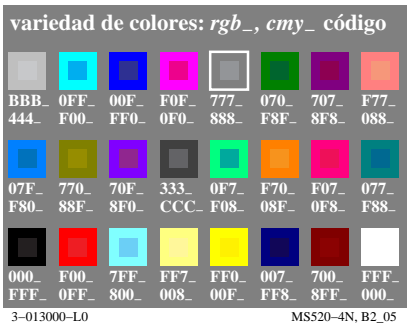 variedad de colores: rgb_, cmy_ código
BBB_ 0FF_ 00F_ F0F_ 777_ 070_ 707_ F77_
444_ F00_ FF0_ 0F0_ 888_ F8F_ 8F8_ 088_
07F_ 770_ 70F_ 333_ 0F7_ F70_ F07_ 077_
F80_ 88F_ 8F0_ CCC_ F08_ 08F_ 0F8_ F88_
000_ F00_ 7FF_ FF7_ FF0_ 007_ 700_ FFF_
FFF_ 0FF_ 800_ 008_ 00F_ FF8_ 8FF_ 000_
3-013000-L0 MS520-4N, B2_05